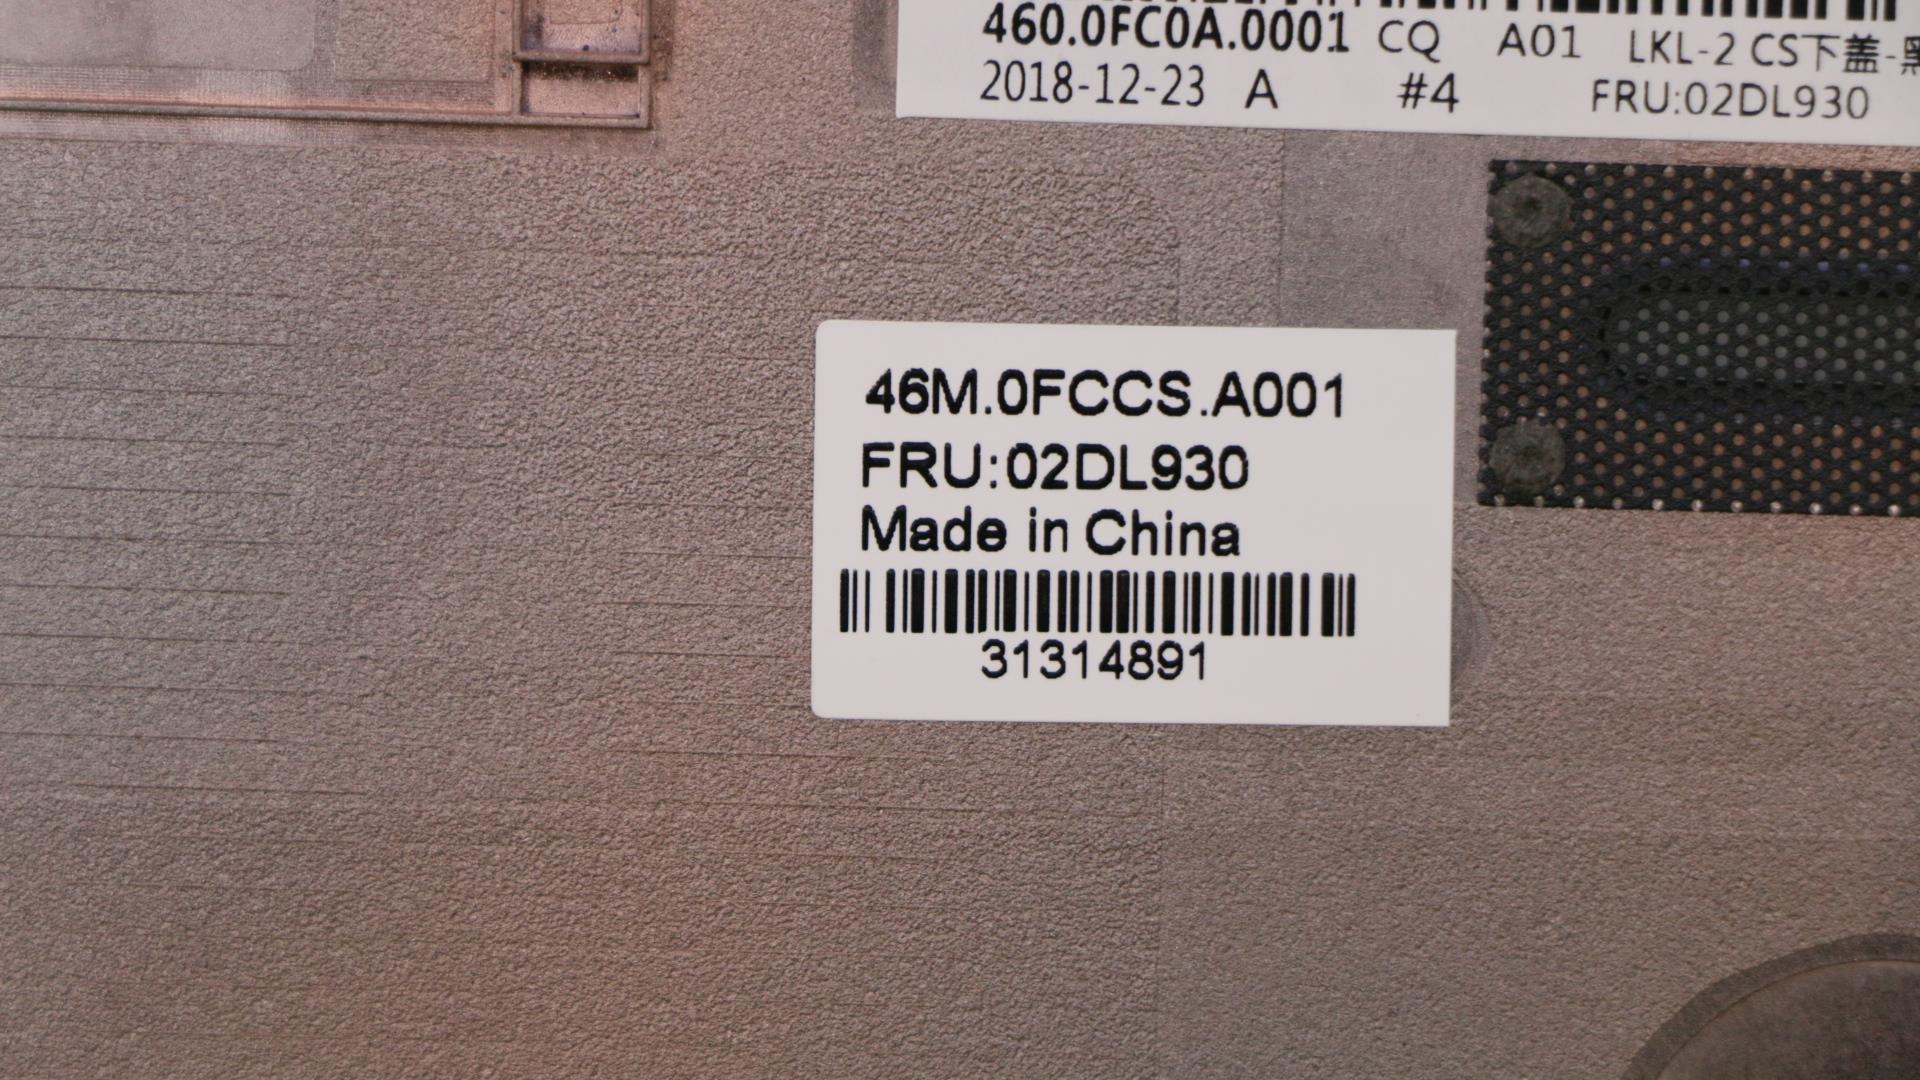 460.0FC0A.0001 CQ A01 LKL-2 CS下盖-黑
2018-12-23 A #4 FRU:02DL930
46M.0FCCS.A001
FRU:02DL930
Made in China
31314891